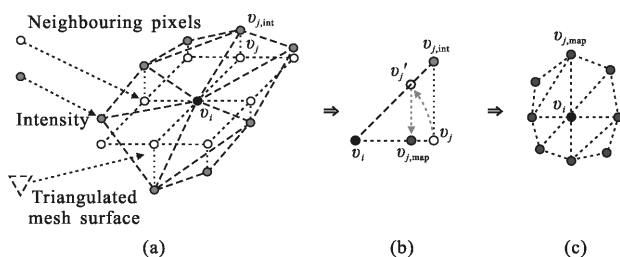 Neighbouring pixels
v_{j,int}
v_j
v_i
Intensity
Triangulated
mesh surface
(a)
⇒
v_{j,int}
v_j'
v_j
v_i
v_{j,map}
(b)
⇒
v_{j,map}
v_i
(c)